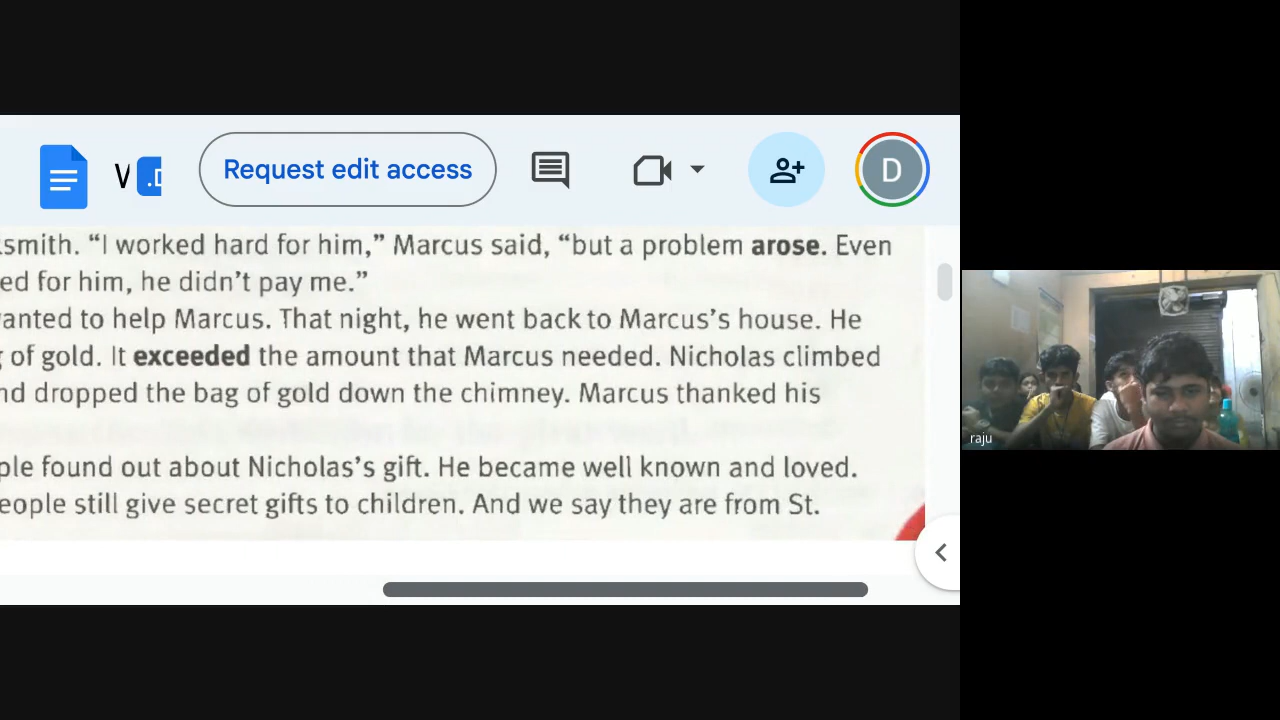 Request edit access
D
smith. “I worked hard for him,” Marcus said, “but a problem arose. Even
ed for him, he didn’t pay me.”
anted to help Marcus. That night, he went back to Marcus’s house. He
of gold. It exceeded the amount that Marcus needed. Nicholas climbed
nd dropped the bag of gold down the chimney. Marcus thanked his
ple found out about Nicholas’s gift. He became well known and loved.
eople still give secret gifts to children. And we say they are from St.
raju